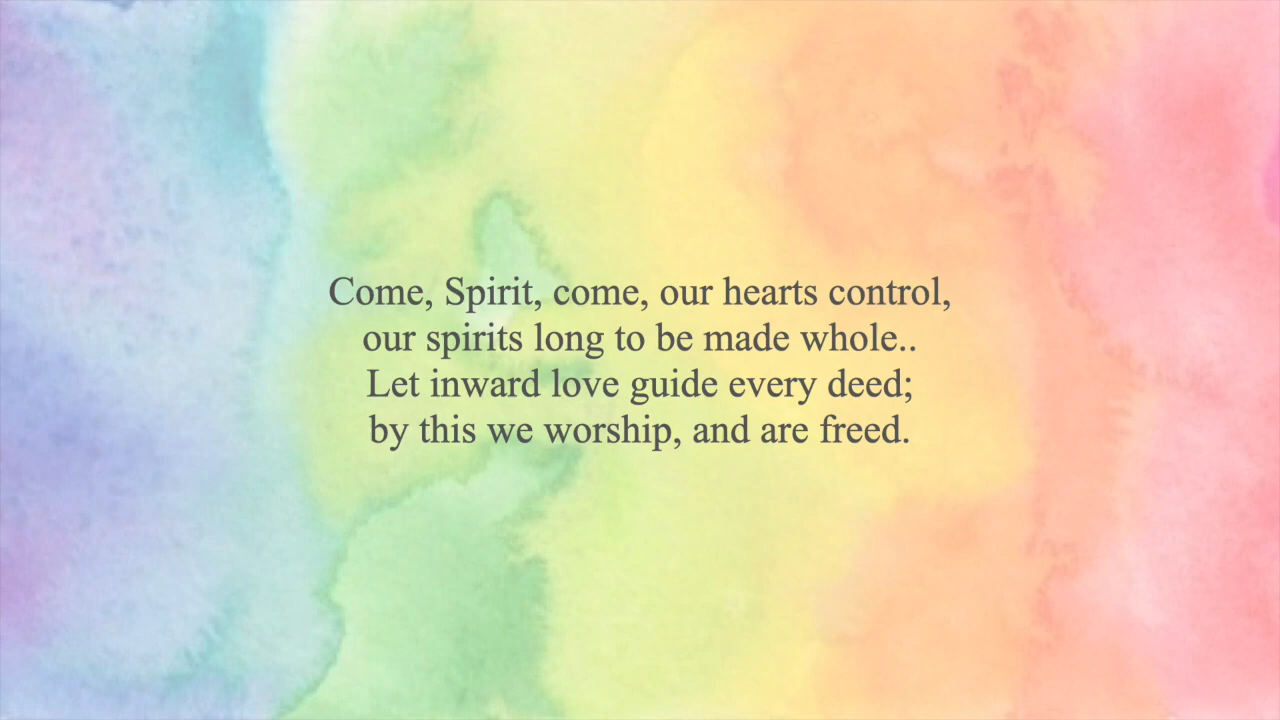 Come, Spirit, come, our hearts control,
our spirits long to be made whole..
Let inward love guide every deed;
by this we worship, and are freed.